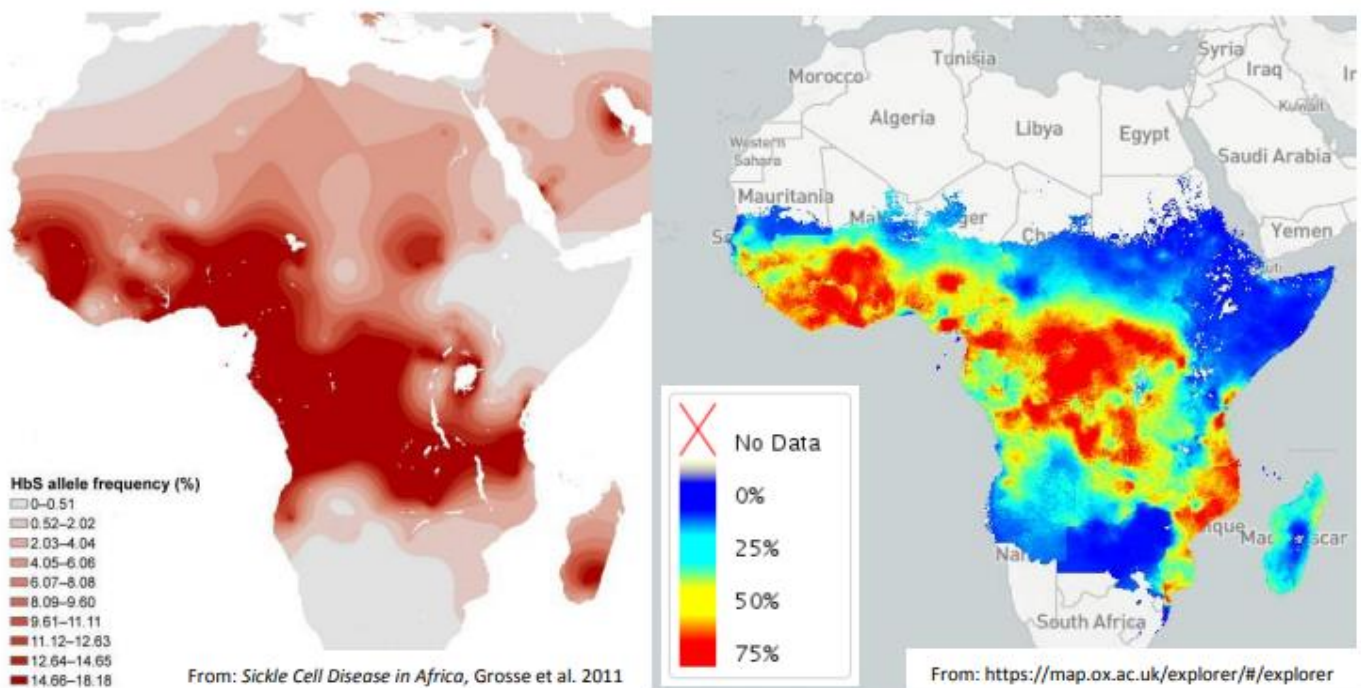 HbS allele frequency (%)
0–0.51
0.52–2.02
2.03–4.04
4.05–6.06
6.07–8.08
8.09–9.60
9.61–11.11
11.12–12.63
12.64–14.65
14.66–18.18
From: Sickle Cell Disease in Africa, Grosse et al. 2011
Tunisia
Morocco
Syria
Iraq
Kuwait
Algeria
Libya
Egypt
Western
Sahara
Saudi Arabia
Mauritania
Yemen
South Africa
No Data
0%
25%
50%
75%
From: https://map.ox.ac.uk/explorer/#/explorer